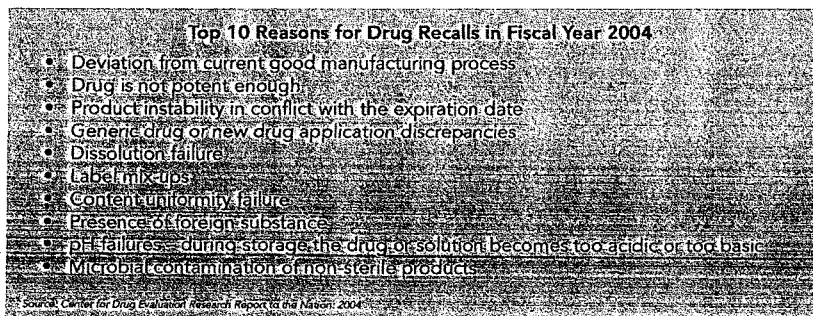 Top 10 Reasons for Drug Recalls in Fiscal Year 2004
• Deviation from current good manufacturing process
• Drug is not potent enough
• Product instability in conflict with the expiration date
• Generic drug or new drug application discrepancies
• Dissolution failure
• Label mix-ups
• Content uniformity failure
• Presence of foreign substance
• pH failures – during storage the drug or solution becomes too acidic or too basic
• Microbial contamination of non-sterile products
Source: Center for Drug Evaluation Research Report to the Nation: 2004